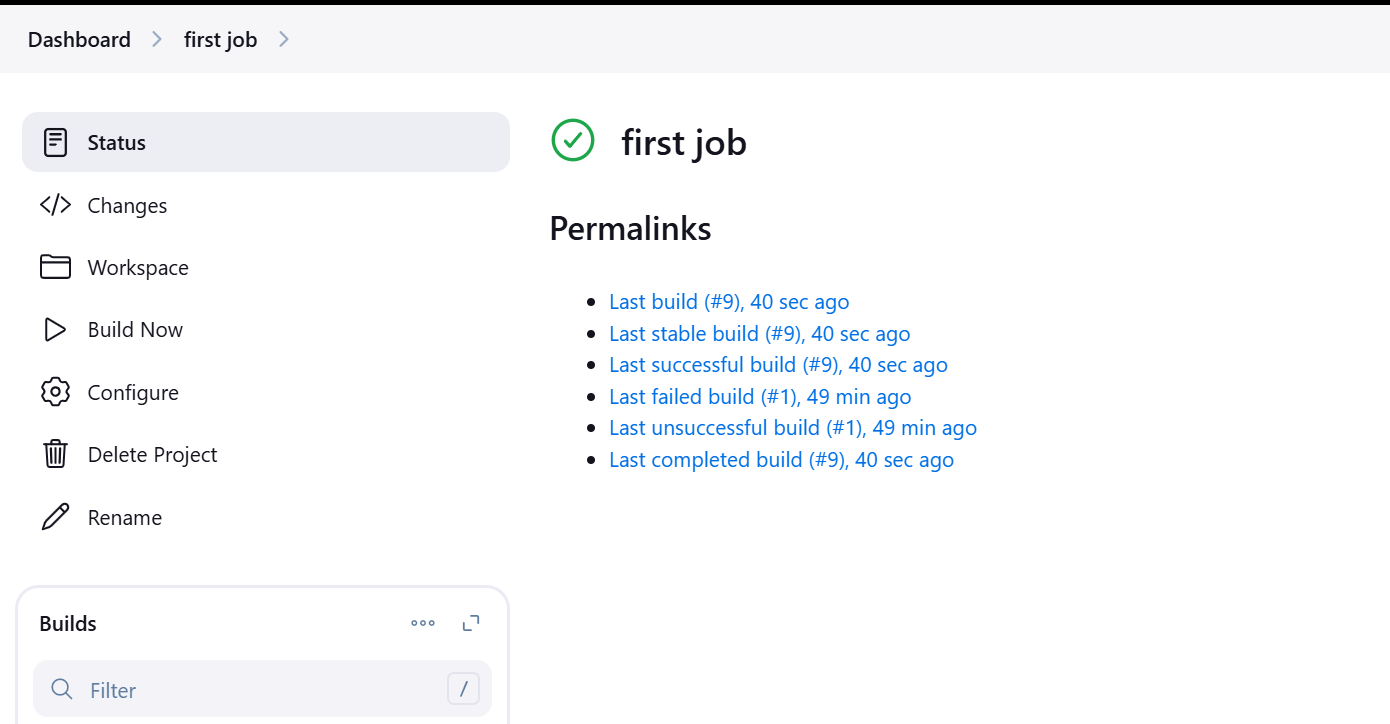 Dashboard first job
Status
Changes
Workspace
Build Now
Configure
Delete Project
Rename
Builds
Filter /
first job
Permalinks
Last build (#9), 40 sec ago
Last stable build (#9), 40 sec ago
Last successful build (#9), 40 sec ago
Last failed build (#1), 49 min ago
Last unsuccessful build (#1), 49 min ago
Last completed build (#9), 40 sec ago